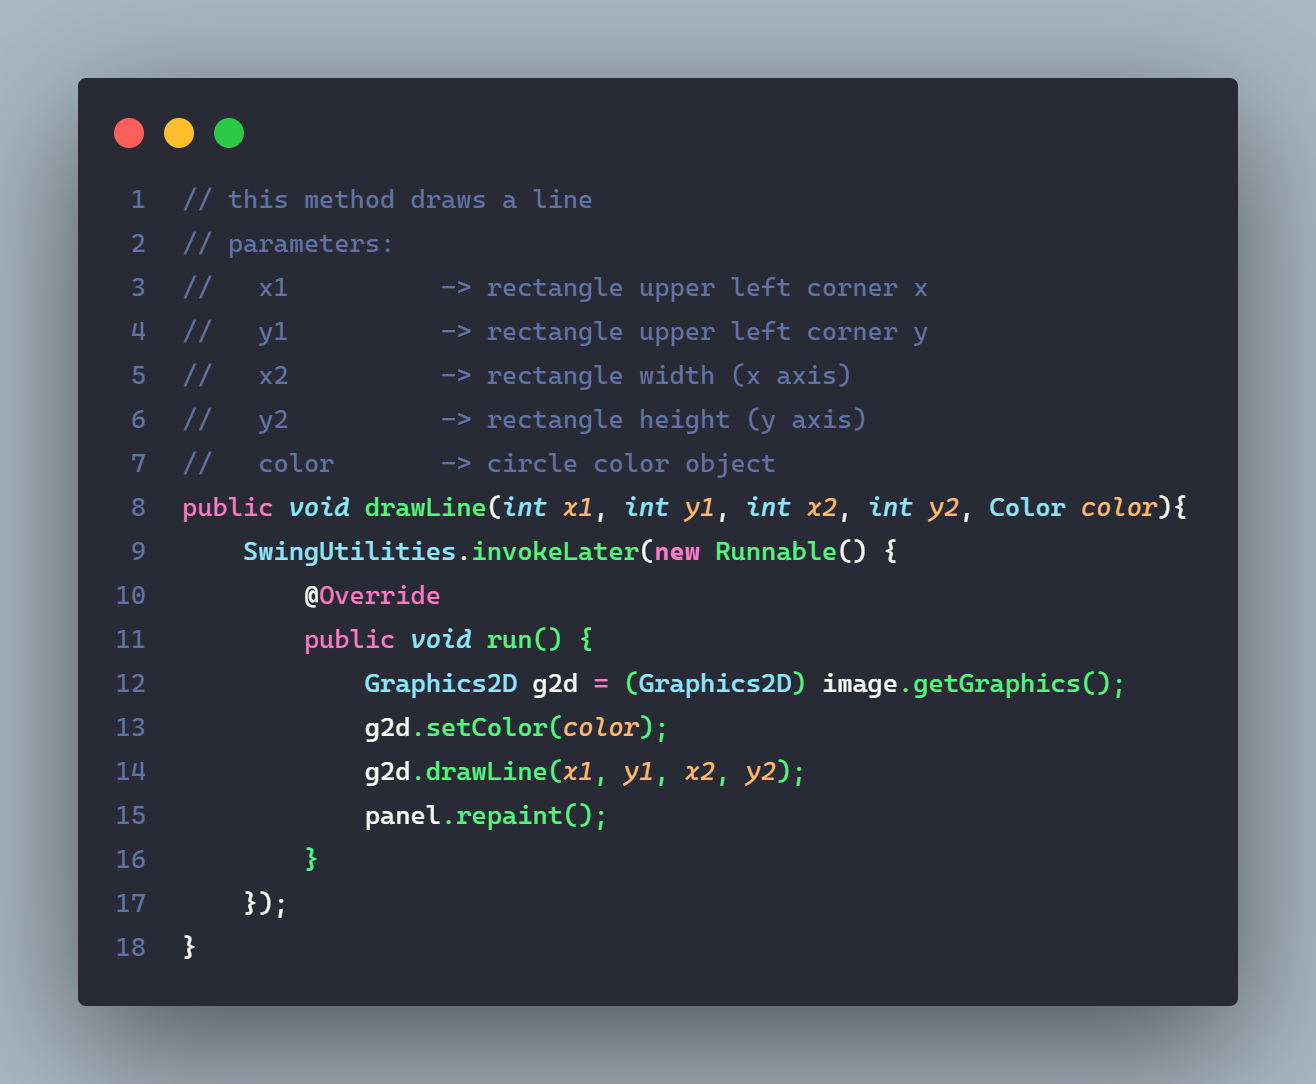 1 // this method draws a line
2 // parameters:
3 //   x1          -> rectangle upper left corner x
4 //   y1          -> rectangle upper left corner y
5 //   x2          -> rectangle width (x axis)
6 //   y2          -> rectangle height (y axis)
7 //   color       -> circle color object
8 public void drawLine(int x1, int y1, int x2, int y2, Color color){
9     SwingUtilities.invokeLater(new Runnable() {
10         @Override
11         public void run() {
12             Graphics2D g2d = (Graphics2D) image.getGraphics();
13             g2d.setColor(color);
14             g2d.drawLine(x1, y1, x2, y2);
15             panel.repaint();
16         }
17     });
18 }